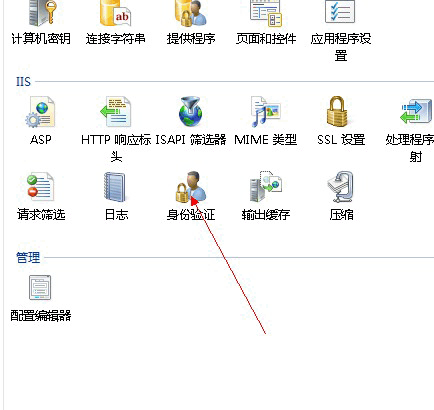 计算机密钥 连接字符串 提供程序 页面和控件 应用程序设
置
IIS
ab
ASP HTTP 响应标 ISAPI 筛选器 MIME 类型 SSL 设置 处理程序
头 射
请求筛选 日志 身份验证 输出缓存 压缩
管理
配置编辑器